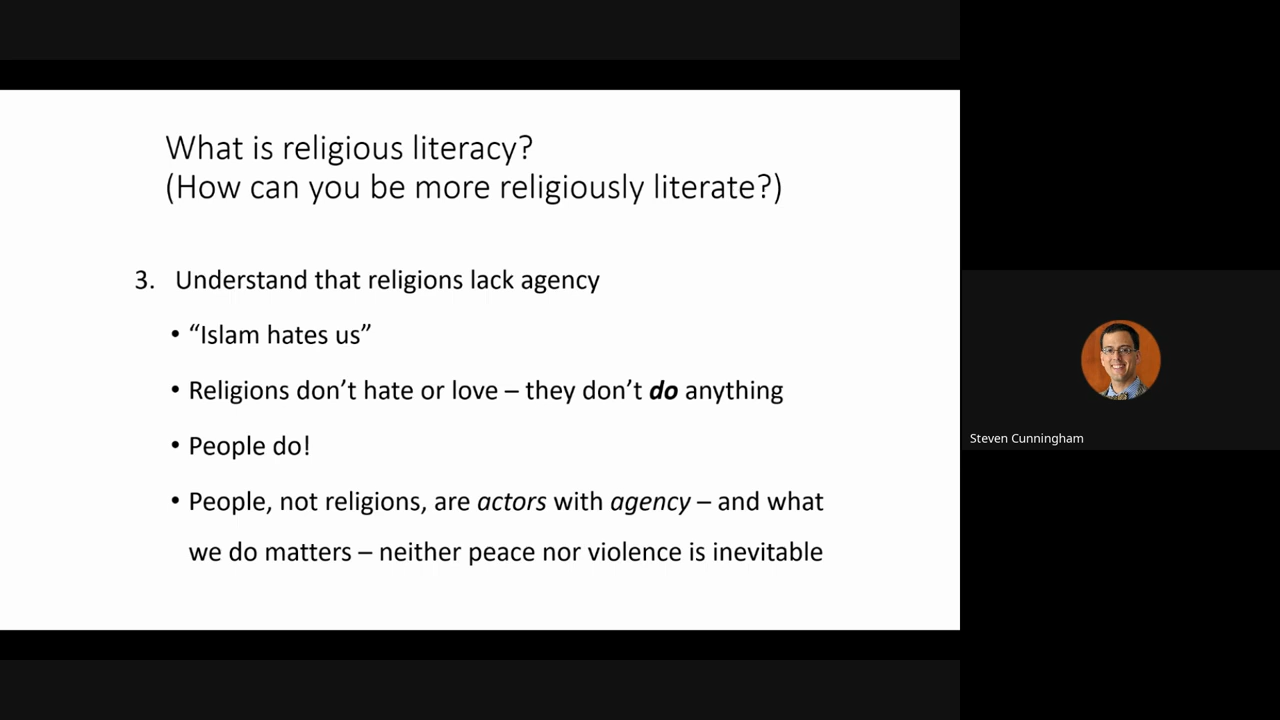 What is religious literacy?
(How can you be more religiously literate?)
3. Understand that religions lack agency
• “Islam hates us”
• Religions don’t hate or love – they don’t do anything
• People do!
• People, not religions, are actors with agency – and what
we do matters – neither peace nor violence is inevitable
Steven Cunningham